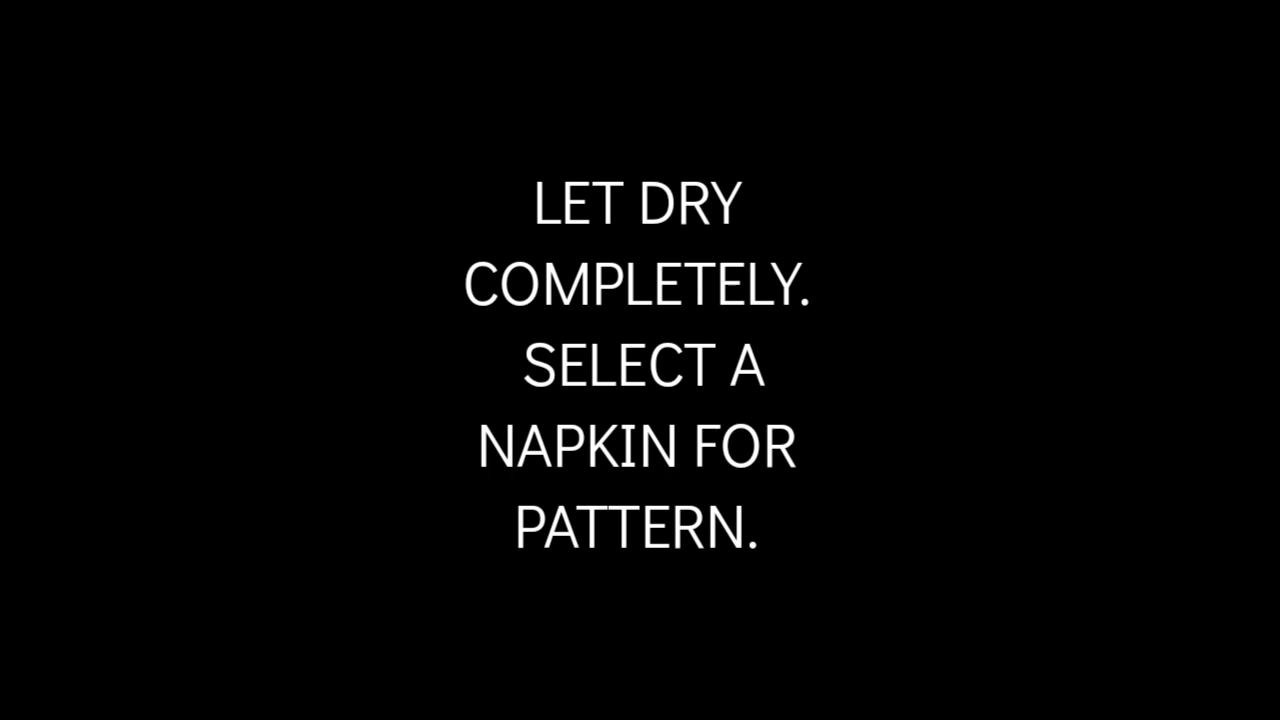 LET DRY
COMPLETELY.
SELECT A
NAPKIN FOR
PATTERN.